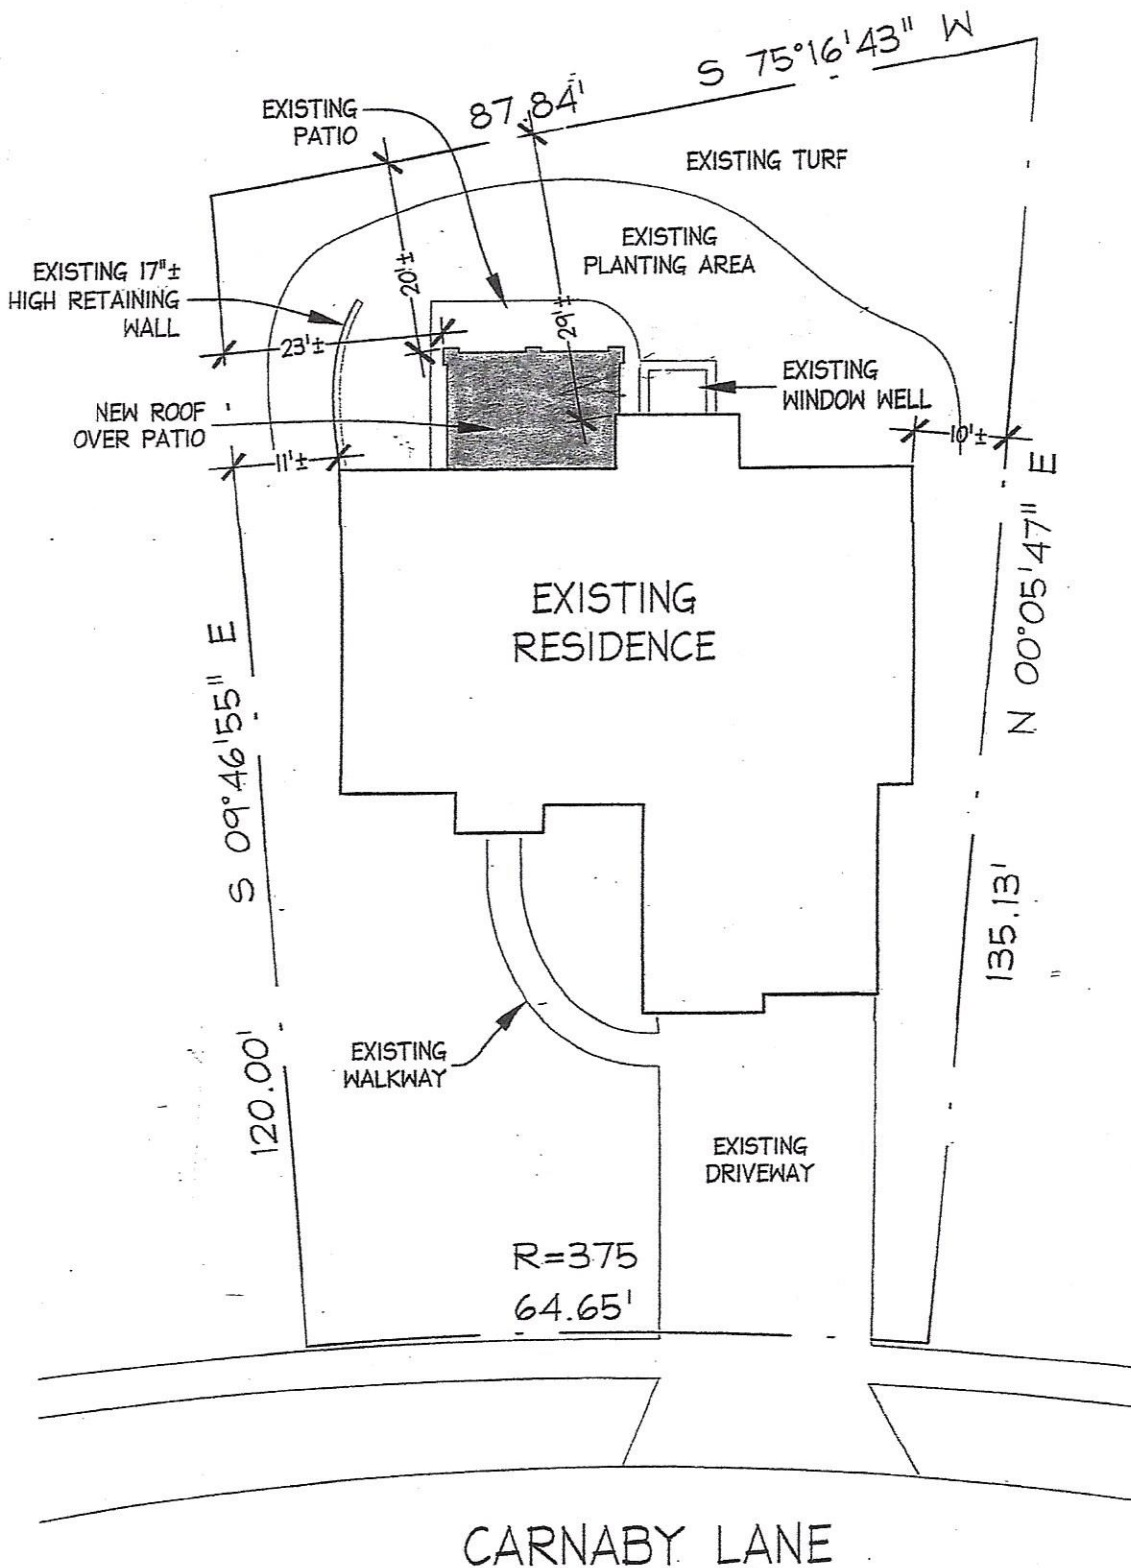 S 75°16'43" W
87.84'
EXISTING
PATIO
EXISTING TURF
EXISTING
PLANTING AREA
EXISTING 17"±
HIGH RETAINING
WALL
20'±
29'±
23'±
EXISTING
WINDOW WELL
NEW ROOF
OVER PATIO
11'±
10'±
N 00°05'47" E
135.13'
EXISTING
RESIDENCE
S 09°46'55" E
120.00'
EXISTING
WALKWAY
EXISTING
DRIVEWAY
R=375
64.65'
CARNABY LANE